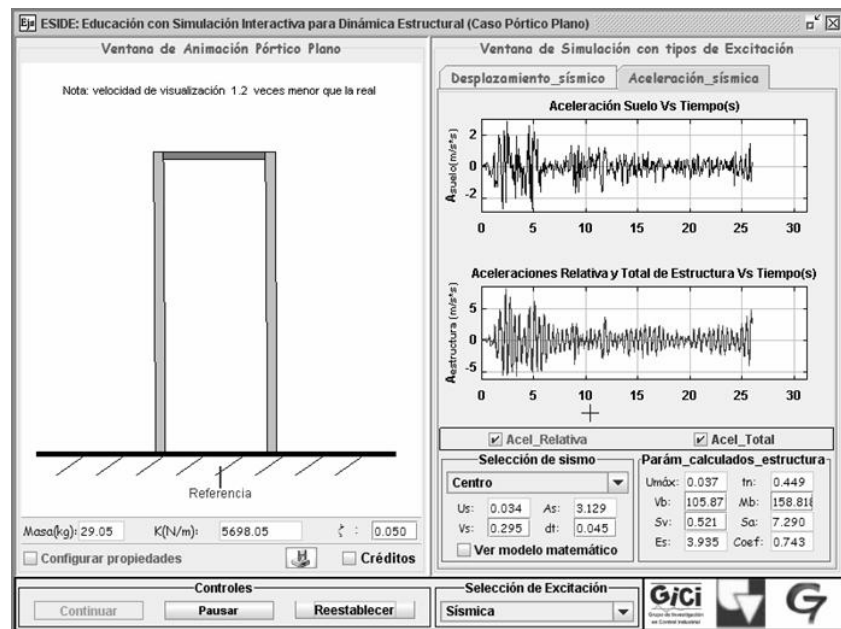 Ejs ESIDE: Educación con Simulación Interactiva para Dinámica Estructural (Caso Pórtico Plano)
Ventana de Animación Pórtico Plano
Nota: velocidad de visualización 1.2 veces menor que la real
Referencia
Masa(kg): 29.05 K(N/m): 5698.05 ζ : 0.050
Configurar propiedades Créditos
Ventana de Simulación con tipos de Excitación
Desplazamiento_sísmico Aceleración_sísmica
Aceleración Suelo Vs Tiempo(s)
Asuelo(m/s*s)
2
0
-2
0 5 10 15 20 25 30
Aceleraciones Relativa y Total de Estructura Vs Tiempo(s)
Aestructura (m/s*s)
5
0
-5
0 5 10 15 20 25 30
Acel_Relativa Acel_Total
Selección de sismo
Centro
Us: 0.034 As: 3.129
Vs: 0.295 dt: 0.045
Ver modelo matemático
Parám_calculados_estructura
Umáx: 0.037 tn: 0.449
Vb: 105.87 Mb: 158.818
Sv: 0.521 Sa: 7.290
Es: 3.935 Coef: 0.743
Controles
Continuar Pausar Reestablecer
Selección de Excitación
Sísmica
GiCi
Grupo de Investigación
en Control Industrial